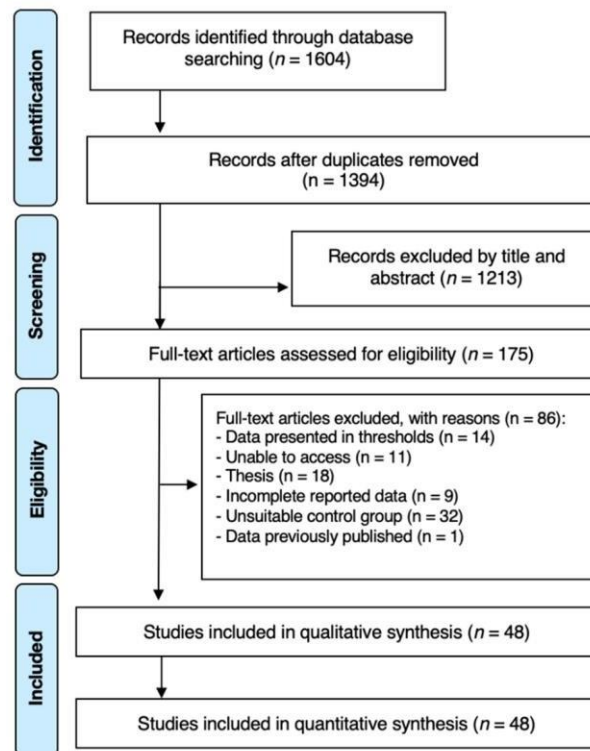 Identification
Records identified through database
searching (n = 1604)
Records after duplicates removed
(n = 1394)
Screening
Records excluded by title and
abstract (n = 1213)
Full-text articles assessed for eligibility (n = 175)
Eligibility
Full-text articles excluded, with reasons (n = 86):
- Data presented in thresholds (n = 14)
- Unable to access (n = 11)
- Thesis (n = 18)
- Incomplete reported data (n = 9)
- Unsuitable control group (n = 32)
- Data previously published (n = 1)
Included
Studies included in qualitative synthesis (n = 48)
Studies included in quantitative synthesis (n = 48)